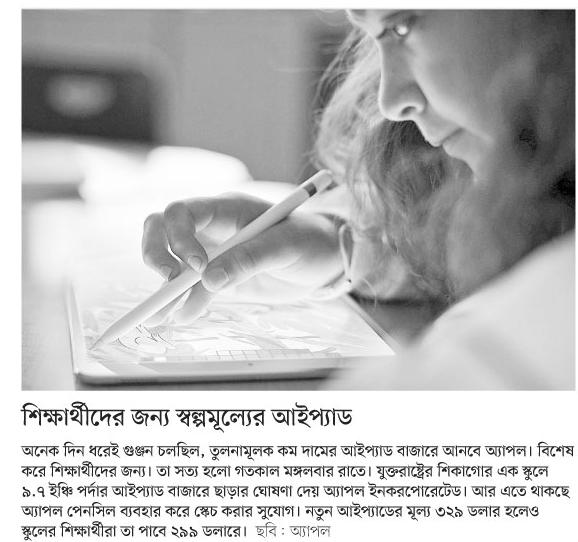 শিক্ষার্থীদের জন্য স্বল্পমূল্যের আইপ্যাড
অনেক দিন ধরেই গুঞ্জন চলছিল, তুলনামূলক কম দামের আইপ্যাড বাজারে আনবে অ্যাপল। বিশেষ
করে শিক্ষার্থীদের জন্য। তা সত্য হলো গতকাল মঙ্গলবার রাতে। যুক্তরাষ্ট্রের শিকাগোর এক স্কুলে
৯.৭ ইঞ্চি পর্দার আইপ্যাড বাজারে ছাড়ার ঘোষণা দেয় অ্যাপল ইনকরপোরেটেড। আর এতে থাকছে
অ্যাপল পেনসিল ব্যবহার করে স্কেচ করার সুযোগ। নতুন আইপ্যাডের মূল্য ৩২৯ ডলার হলেও
স্কুলের শিক্ষার্থীরা তা পাবে ২৯৯ ডলারে। ছবি : অ্যাপল